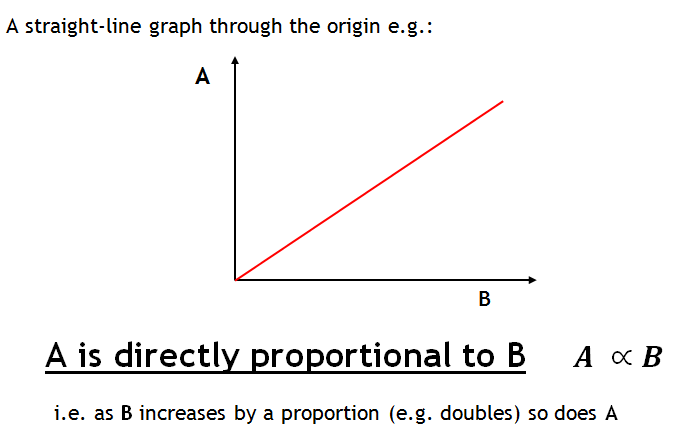 A straight-line graph through the origin e.g.:
A
B
A is directly proportional to B A ∝ B
i.e. as B increases by a proportion (e.g. doubles) so does A